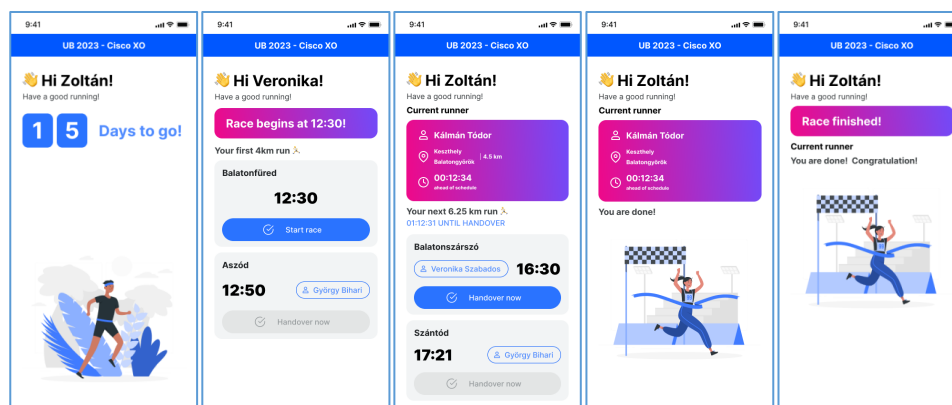 9:41
UB 2023 - Cisco XO
👋 Hi Zoltán!
Have a good running!
1 5 Days to go!
9:41
UB 2023 - Cisco XO
👋 Hi Veronika!
Have a good running!
Race begins at 12:30!
Your first 4km run 🏃
Balatonfüred
12:30
Start race
Aszód
12:50 György Bihari
Handover now
9:41
UB 2023 - Cisco XO
👋 Hi Zoltán!
Have a good running!
Current runner
Kálmán Tódor
Keszthely
Balatongyörök | 4.5 km
00:12:34
ahead of schedule
Your next 6.25 km run 🏃
01:12:31 UNTIL HANDOVER
Balatonszárszó
Veronika Szabados 16:30
Handover now
Szántód
17:21 György Bihari
Handover now
9:41
UB 2023 - Cisco XO
👋 Hi Zoltán!
Have a good running!
Current runner
Kálmán Tódor
Keszthely
Balatongyörök
00:12:34
ahead of schedule
You are done!
9:41
UB 2023 - Cisco XO
👋 Hi Zoltán!
Have a good running!
Race finished!
Current runner
You are done! Congratulation!